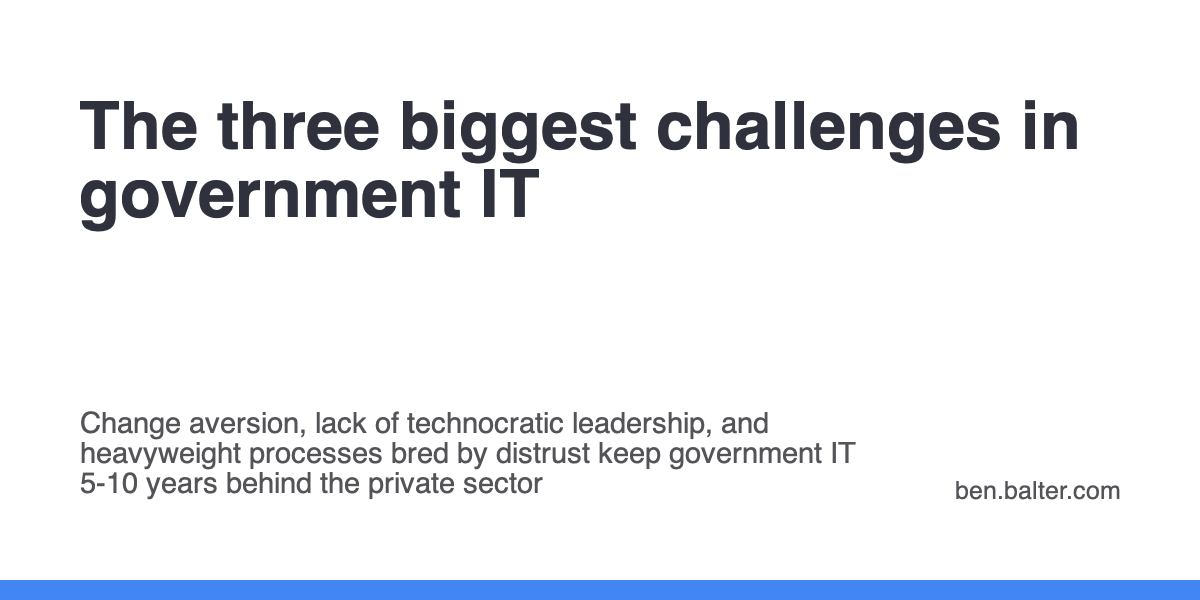 The three biggest challenges in
government IT
Change aversion, lack of technocratic leadership, and
heavyweight processes bred by distrust keep government IT
5-10 years behind the private sector
ben.balter.com